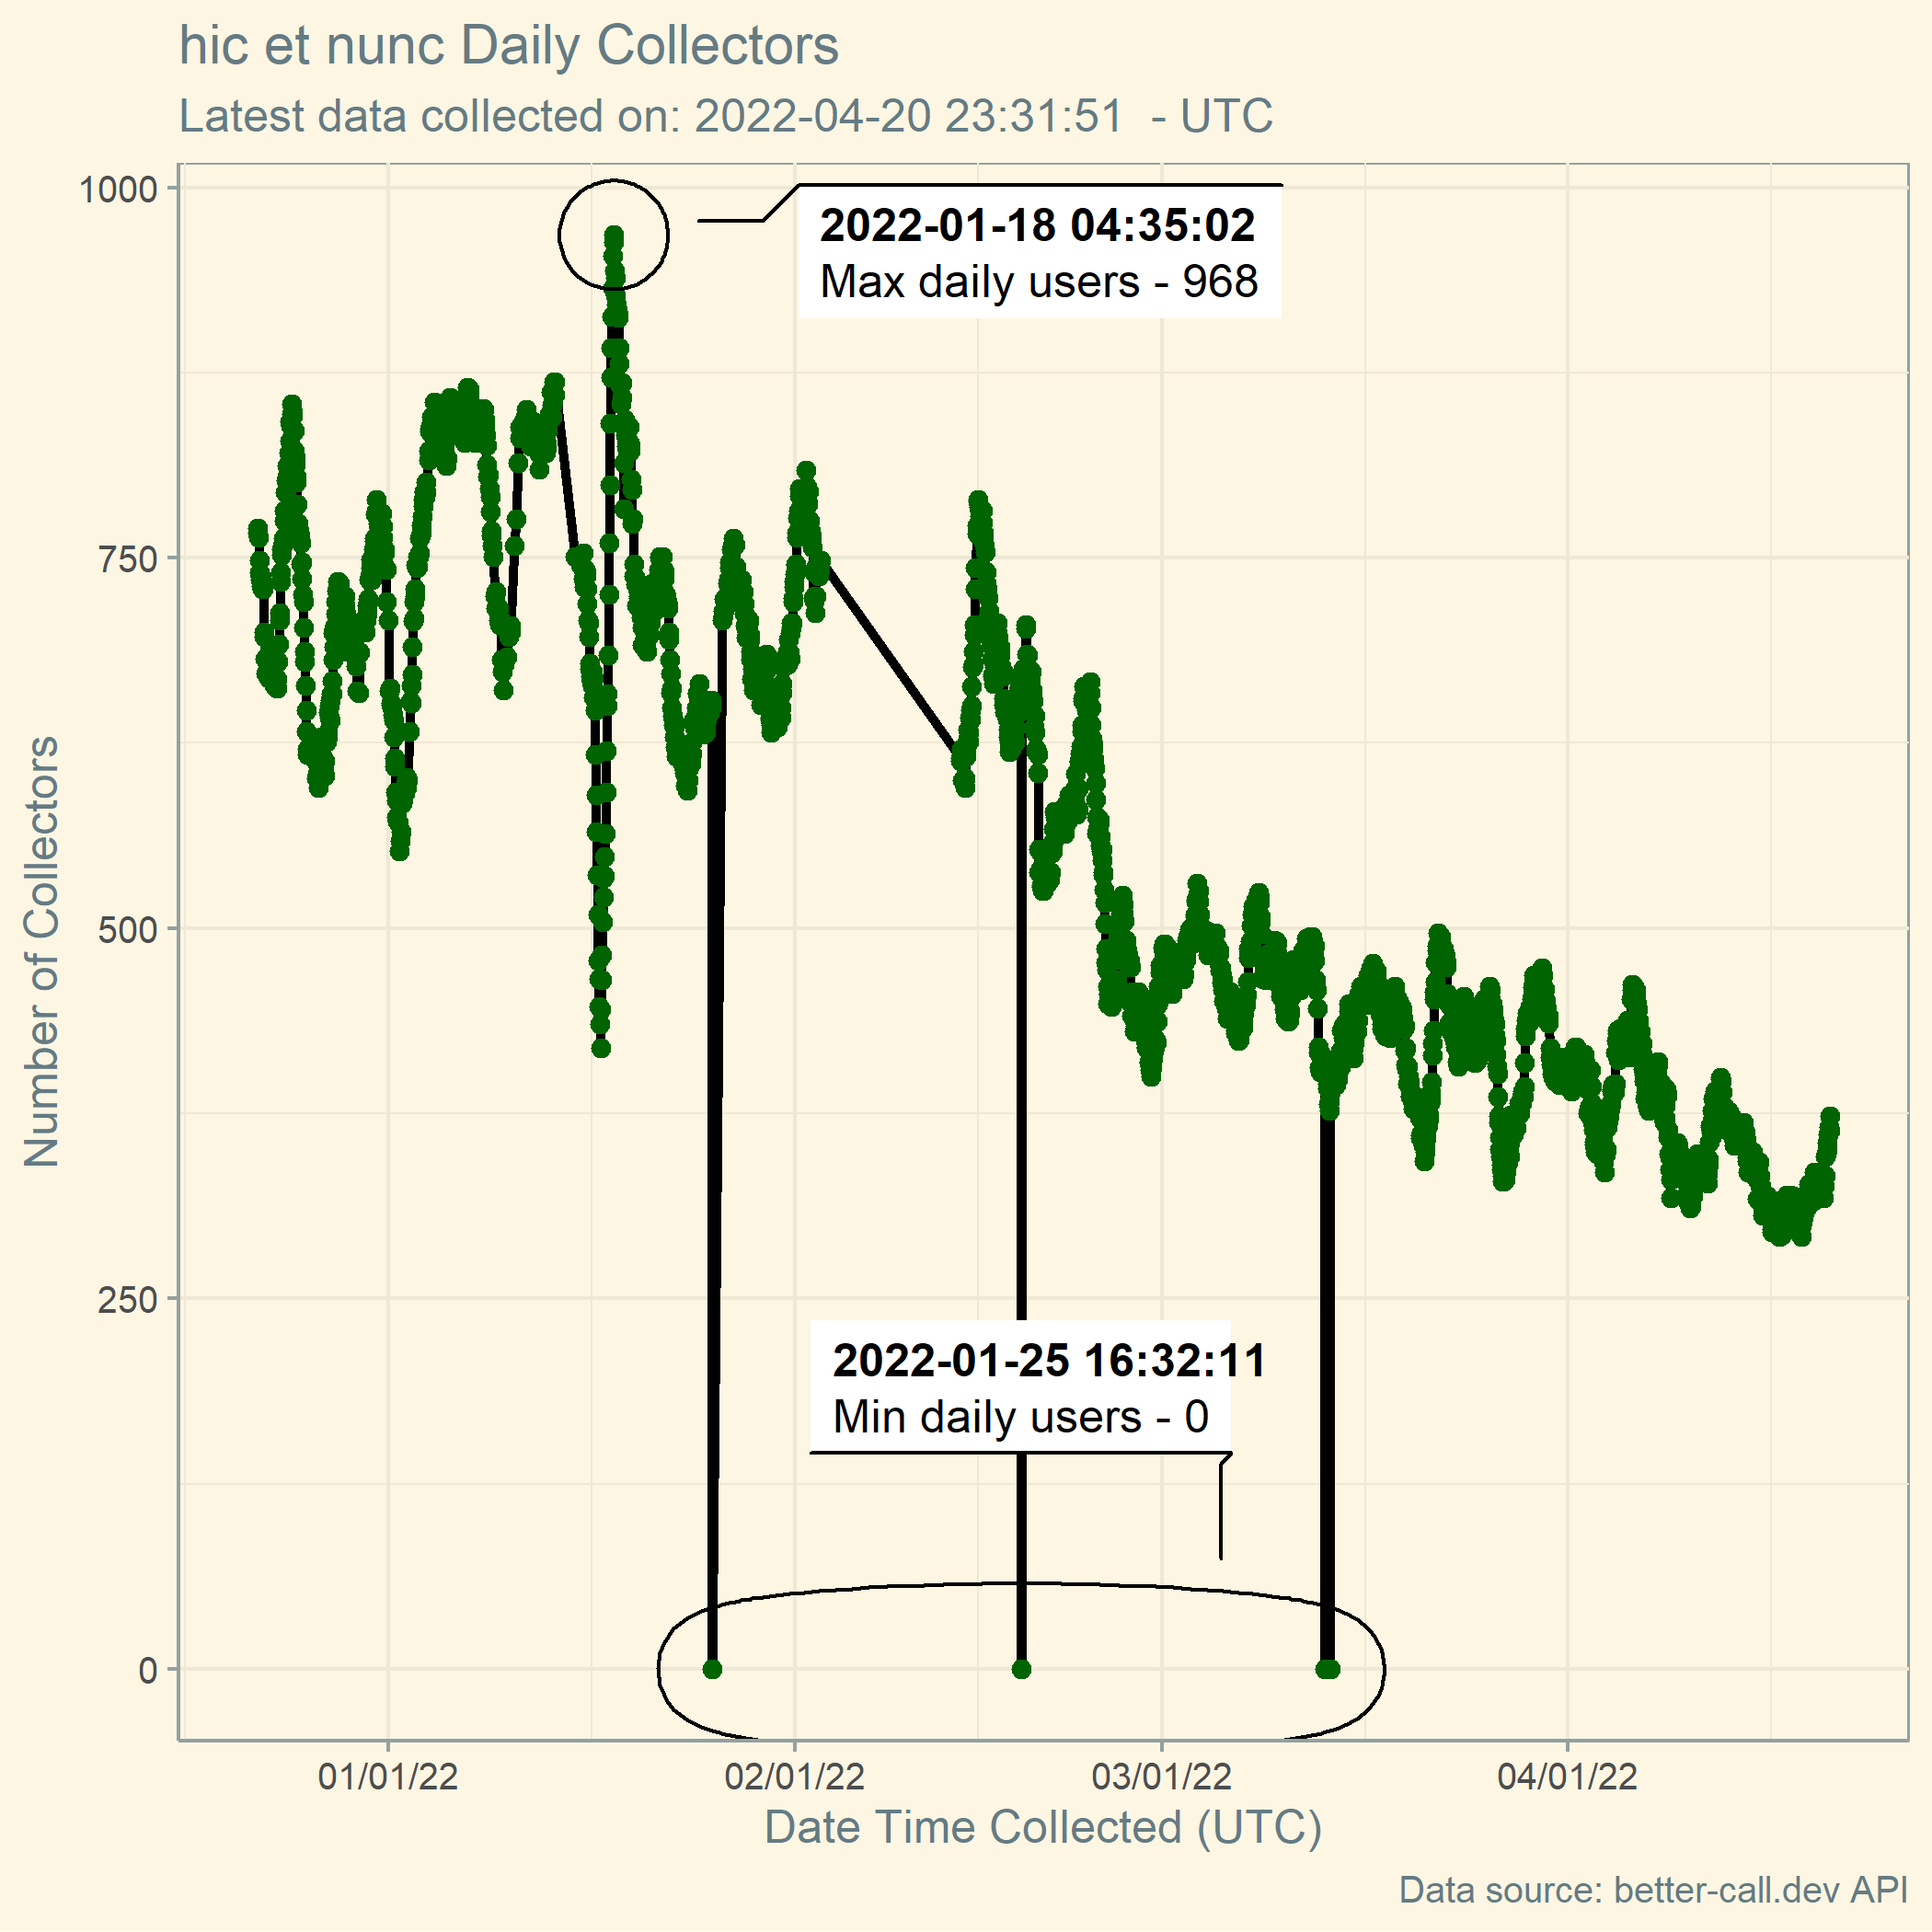 hic et nunc Daily Collectors
Latest data collected on: 2022-04-20 23:31:51  - UTC
1000
750
500
250
0
Number of Collectors
2022-01-18 04:35:02
Max daily users - 968
2022-01-25 16:32:11
Min daily users - 0
01/01/22 02/01/22 03/01/22 04/01/22
Date Time Collected (UTC)
Data source: better-call.dev API